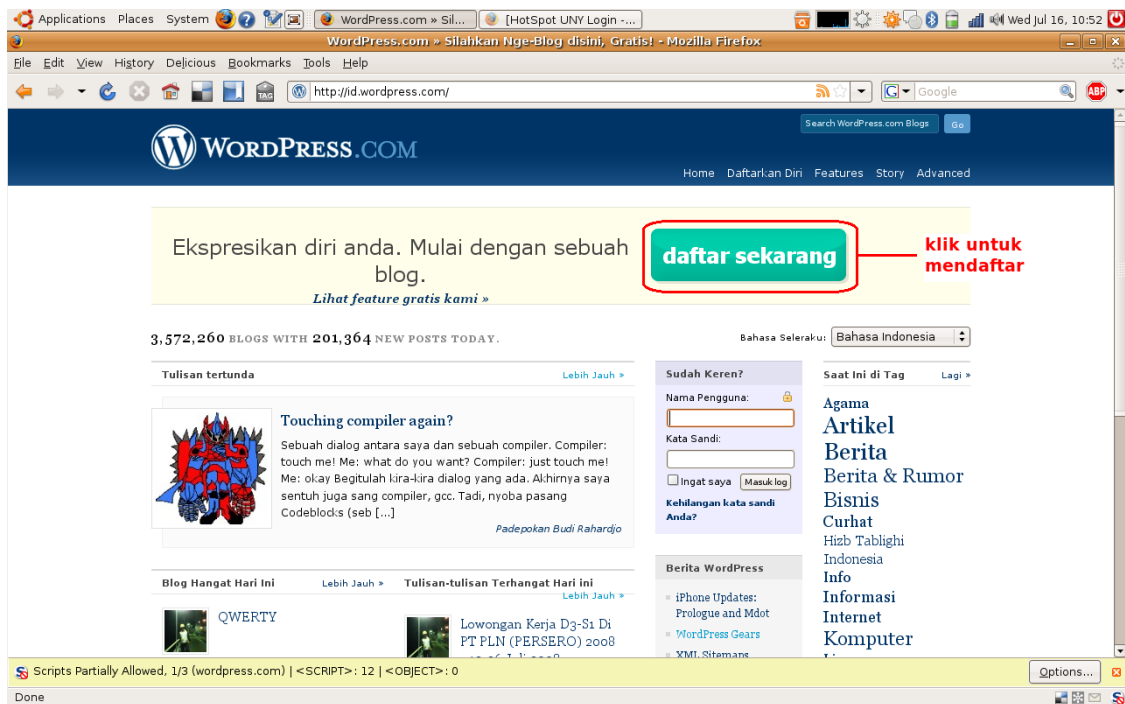 Applications Places System WordPress.com » Sil... [HotSpot UNY Login -... Wed Jul 16, 10:52
WordPress.com » Silahkan Nge-Blog disini, Gratis! - Mozilla Firefox
File Edit View History Delicious Bookmarks Tools Help
TAG http://id.wordpress.com/ G Google ABP
Search WordPress.com Blogs Go
W WORDPRESS.COM
Home Daftarkan Diri Features Story Advanced
Ekspresikan diri anda. Mulai dengan sebuah
blog.
Lihat feature gratis kami »
daftar sekarang
klik untuk
mendaftar
3,572,260 BLOGS WITH 201,364 NEW POSTS TODAY.
Bahasa Seleraku: Bahasa Indonesia
Tulisan tertunda Lebih Jauh »
Touching compiler again?
Sebuah dialog antara saya dan sebuah compiler. Compiler:
touch me! Me: what do you want? Compiler: just touch me!
Me: okay Begitulah kira-kira dialog yang ada. Akhirnya saya
sentuh juga sang compiler, gcc. Tadi, nyoba pasang
Codeblocks (seb [...]
Padepokan Budi Rahardjo
Blog Hangat Hari Ini Lebih Jauh »
QWERTY
Tulisan-tulisan Terhangat Hari ini
Lebih Jauh »
Lowongan Kerja D3-S1 Di
PT PLN (PERSERO) 2008
Sudah Keren?
Nama Pengguna:
Kata Sandi:
Ingat saya Masuk log
Kehilangan kata sandi
Anda?
Berita WordPress
iPhone Updates:
Prologue and Mdot
WordPress Gears
XML Sitemaps
Saat Ini di Tag Lagi »
Agama
Artikel
Berita
Berita & Rumor
Bisnis
Curhat
Hizb Tablighi
Indonesia
Info
Informasi
Internet
Komputer
Scripts Partially Allowed, 1/3 (wordpress.com) | <SCRIPT>: 12 | <OBJECT>: 0 Options...
Done